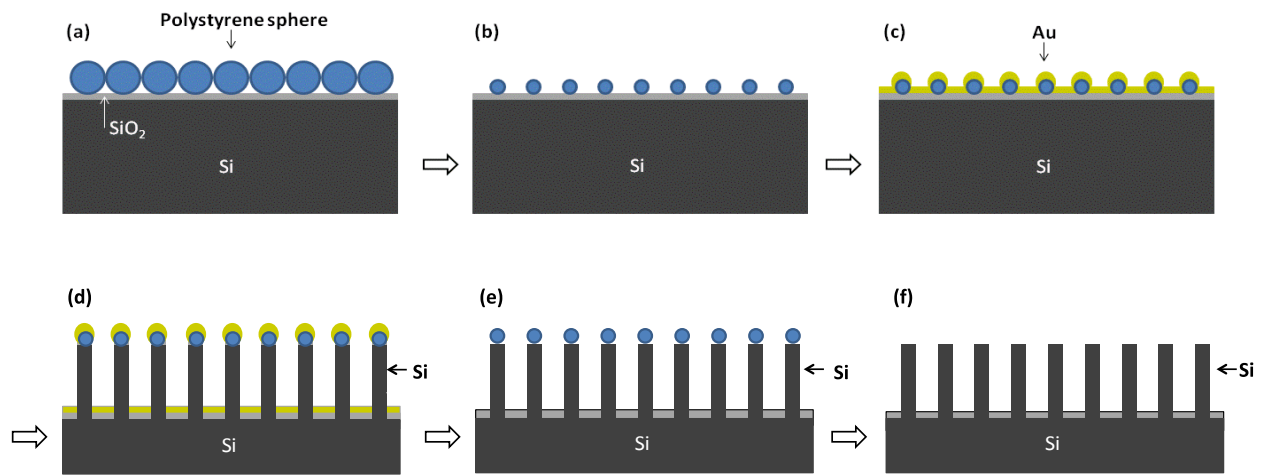 Polystyrene sphere
(a)
SiO2
Si
(b)
Si
(c)
Au
Si
(d)
Si
Si
(e)
Si
Si
(f)
Si
Si